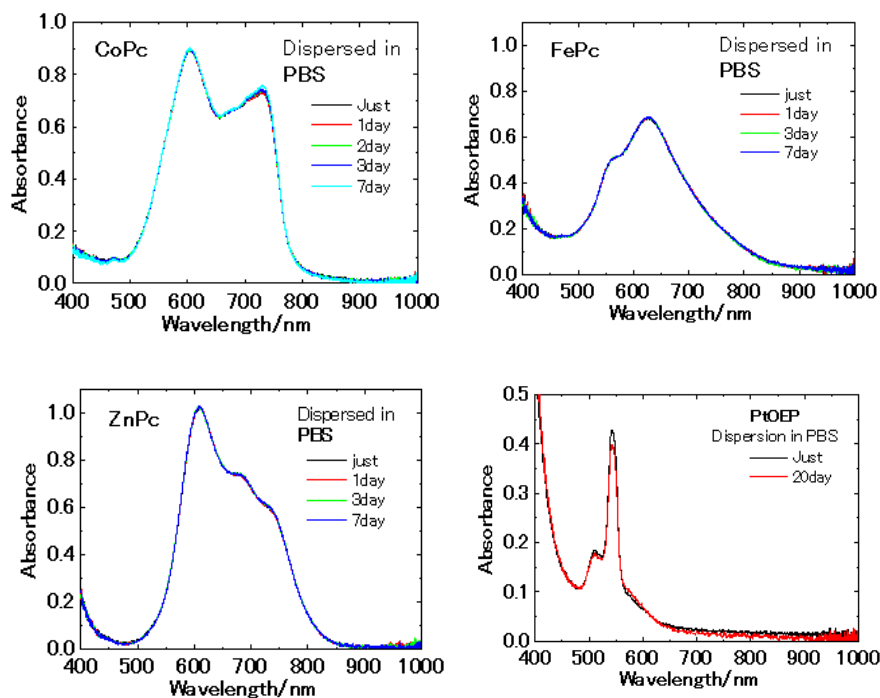 CoPc
Dispersed in
PBS
Just
1day
2day
3day
7day
Absorbance
1.0
0.8
0.6
0.4
0.2
0.0
400 500 600 700 800 900 1000
Wavelength/nm
FePc
Dispersed in
PBS
just
1day
3day
7day
Absorbance
1.0
0.8
0.6
0.4
0.2
0.0
400 500 600 700 800 900 1000
Wavelength/nm
ZnPc
Dispersed in
PBS
just
1day
3day
7day
Absorbance
1.0
0.8
0.6
0.4
0.2
0.0
400 500 600 700 800 900 1000
Wavelength/nm
PtOEP
Dispersion in PBS
Just
20day
Absorbance
0.5
0.4
0.3
0.2
0.1
0.0
400 500 600 700 800 900 1000
Wavelength/nm